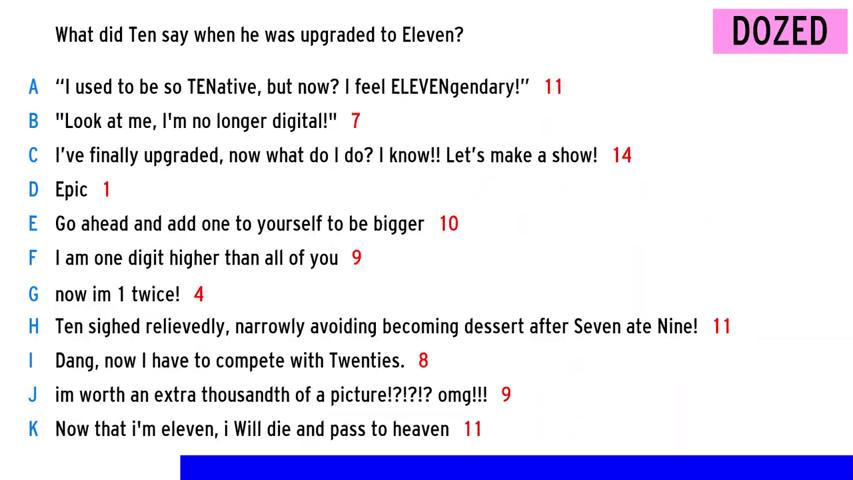 What did Ten say when he was upgraded to Eleven?
DOZED
A “I used to be so TENative, but now? I feel ELEVENgendary!” 11
B "Look at me, I'm no longer digital!" 7
C I’ve finally upgraded, now what do I do? I know!! Let’s make a show! 14
D Epic 1
E Go ahead and add one to yourself to be bigger 10
F I am one digit higher than all of you 9
G now im 1 twice! 4
H Ten sighed relievedly, narrowly avoiding becoming dessert after Seven ate Nine! 11
I Dang, now I have to compete with Twenties. 8
J im worth an extra thousandth of a picture!?!?!? omg!!! 9
K Now that i'm eleven, i Will die and pass to heaven 11